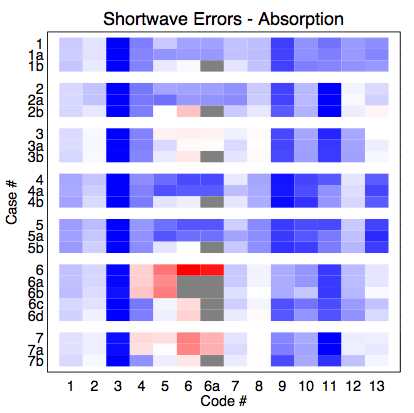 Shortwave Errors - Absorption
Case #
1
1a
1b
2
2a
2b
3
3a
3b
4
4a
4b
5
5a
5b
6
6a
6b
6c
6d
7
7a
7b
1 2 3 4 5 6 6a 7 8 9 10 11 12 13
Code #